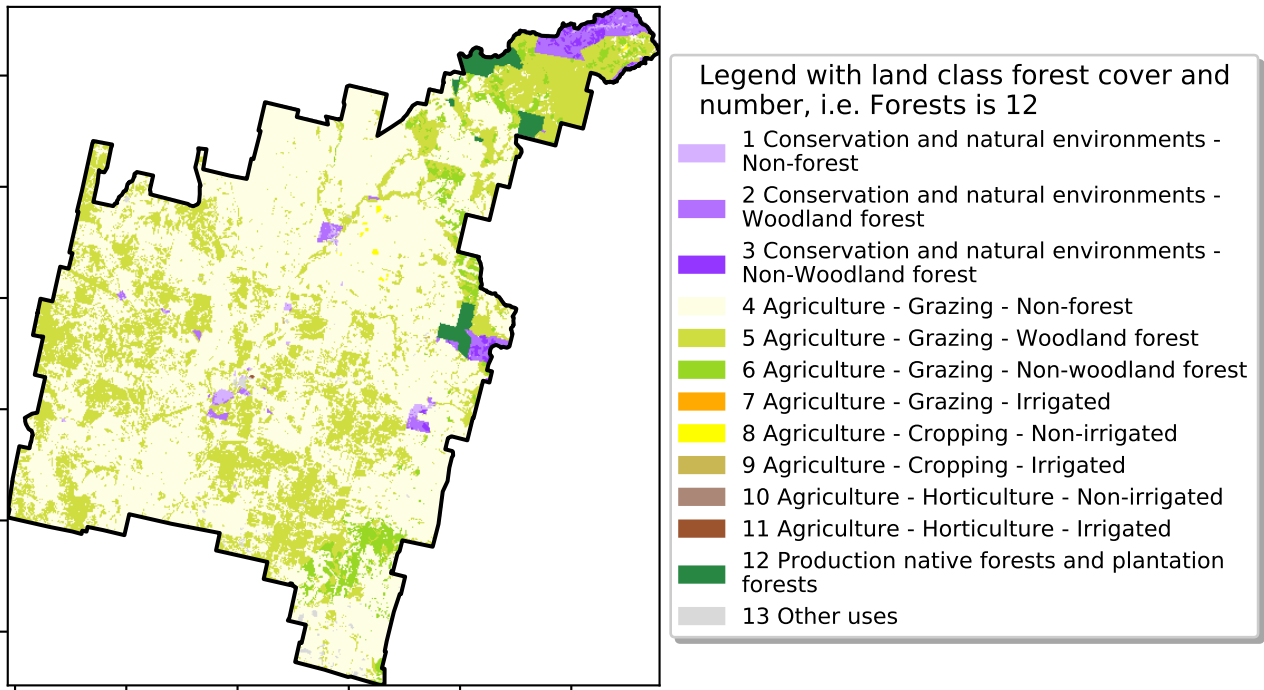 Legend with land class forest cover and
number, i.e. Forests is 12
1 Conservation and natural environments -
Non-forest
2 Conservation and natural environments -
Woodland forest
3 Conservation and natural environments -
Non-Woodland forest
4 Agriculture - Grazing - Non-forest
5 Agriculture - Grazing - Woodland forest
6 Agriculture - Grazing - Non-woodland forest
7 Agriculture - Grazing - Irrigated
8 Agriculture - Cropping - Non-irrigated
9 Agriculture - Cropping - Irrigated
10 Agriculture - Horticulture - Non-irrigated
11 Agriculture - Horticulture - Irrigated
12 Production native forests and plantation
forests
13 Other uses